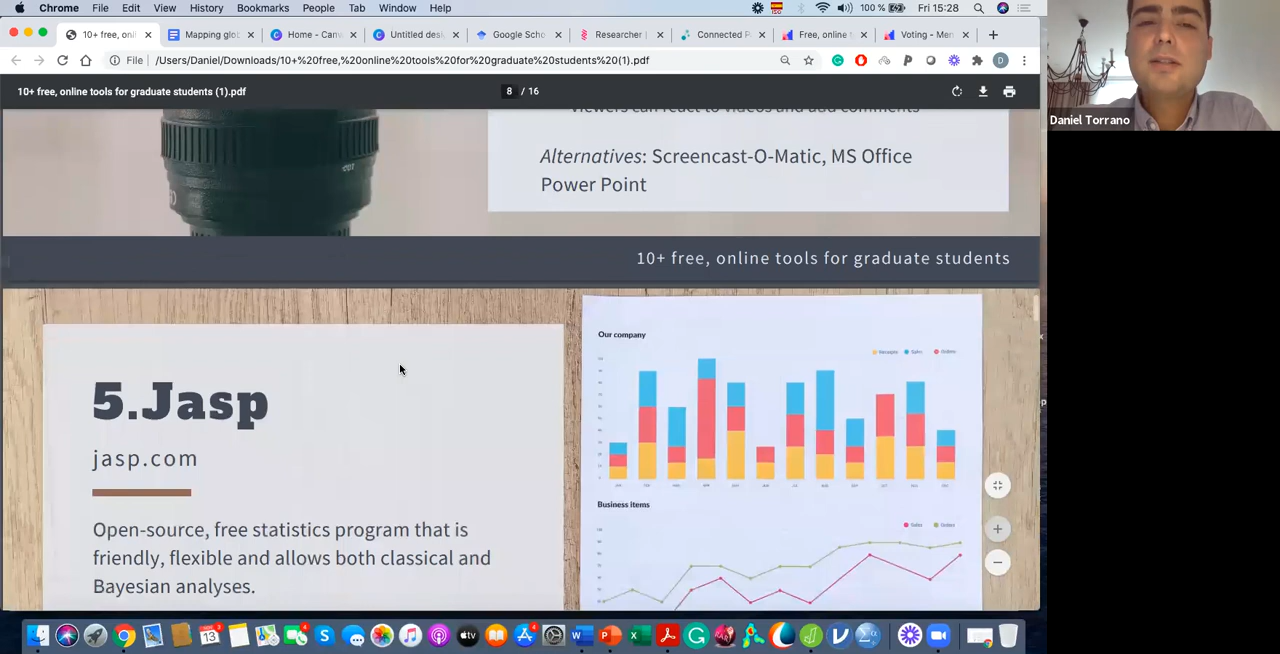 Chrome File Edit View History Bookmarks People Tab Window Help
100 % Fri 15:28
10+ free, onli
Mapping glob
Home - Canv
Untitled desi
Google Scho
Researcher |
Connected P
Free, online t
Voting - Men
File /Users/Daniel/Downloads/10+%20free,%20online%20tools%20for%20graduate%20students%20(1).pdf
D
10+ free, online tools for graduate students (1).pdf
8 / 16
Daniel Torrano
viewers can react to videos and add comments
Alternatives: Screencast-O-Matic, MS Office
Power Point
10+ free, online tools for graduate students
5.Jasp
jasp.com
Open-source, free statistics program that is
friendly, flexible and allows both classical and
Bayesian analyses.
Our company
Business items
13